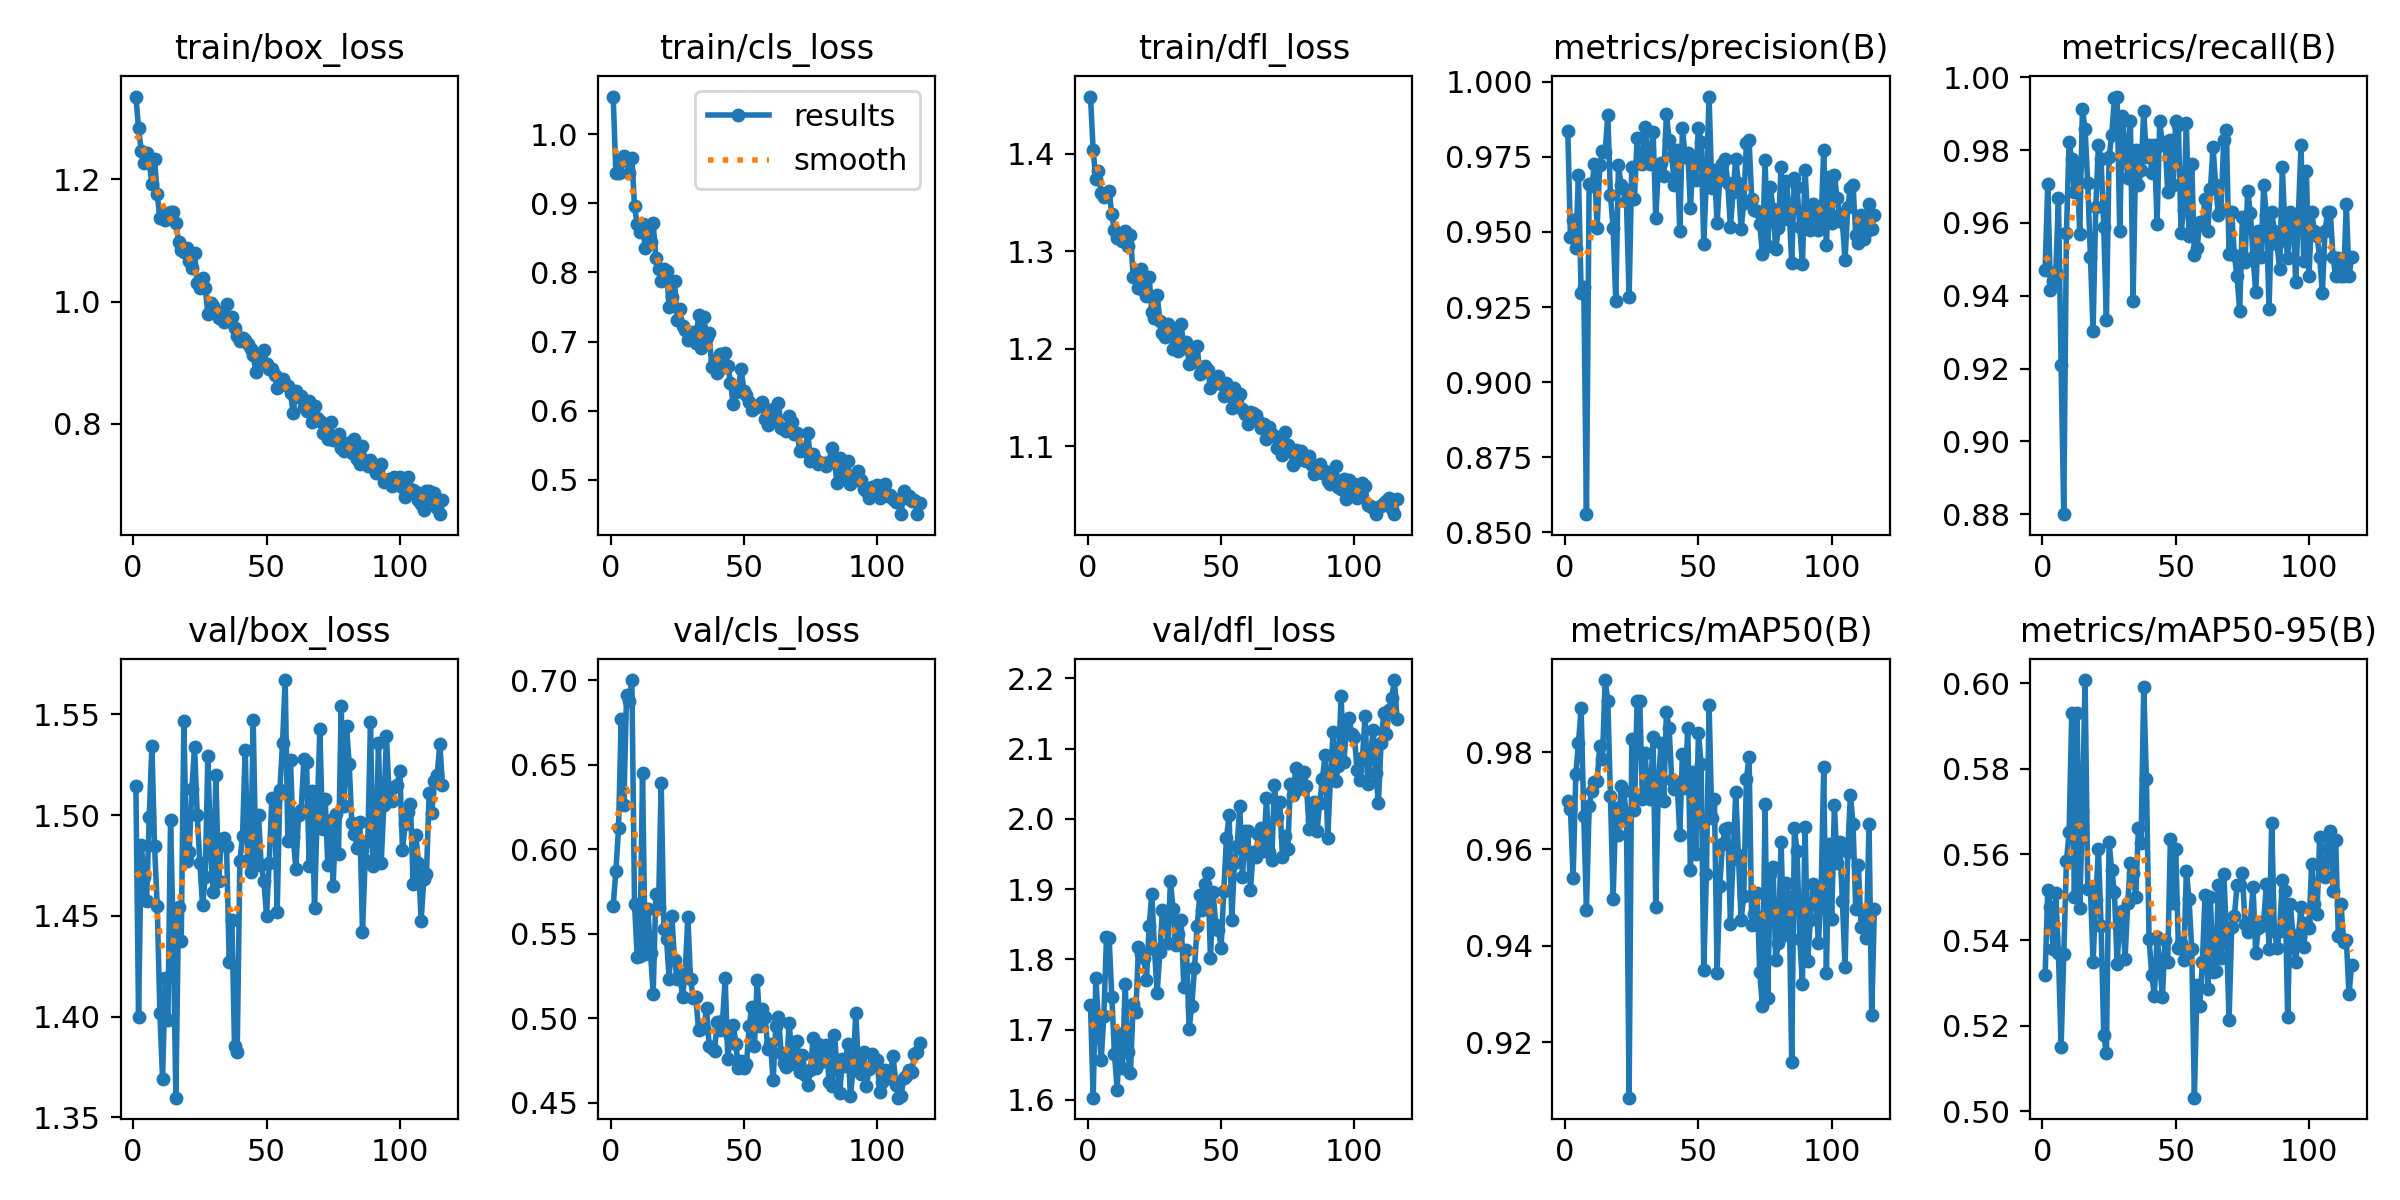 train/box_loss
1.2
1.0
0.8
0 50 100
train/cls_loss
results
smooth
1.0
0.9
0.8
0.7
0.6
0.5
0 50 100
train/dfl_loss
1.4
1.3
1.2
1.1
0 50 100
metrics/precision(B)
1.000
0.975
0.950
0.925
0.900
0.875
0.850
0 50 100
metrics/recall(B)
1.00
0.98
0.96
0.94
0.92
0.90
0.88
0 50 100
val/box_loss
1.55
1.50
1.45
1.40
1.35
0 50 100
val/cls_loss
0.70
0.65
0.60
0.55
0.50
0.45
0 50 100
val/dfl_loss
2.2
2.1
2.0
1.9
1.8
1.7
1.6
0 50 100
metrics/mAP50(B)
0.98
0.96
0.94
0.92
0 50 100
metrics/mAP50-95(B)
0.60
0.58
0.56
0.54
0.52
0.50
0 50 100